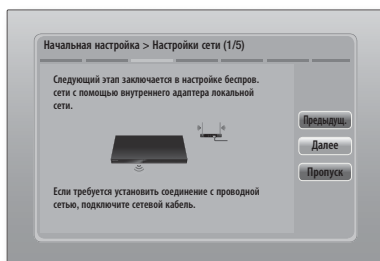 Начальная настройка > Настройки сети (1/5)
Следующий этап заключается в настройке беспров.
сети с помощью внутреннего адаптера локальной
сети.
Если требуется установить соединение с проводной
сетью, подключите сетевой кабель.
Предыдущ.
Далее
Пропуск